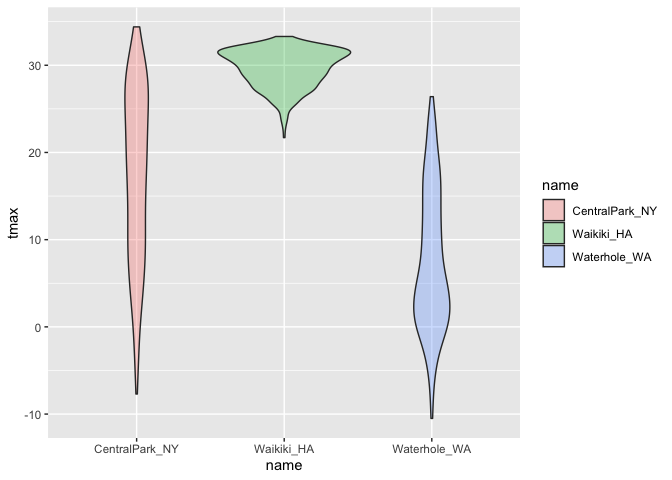 30
20
10
0
-10
tmax
CentralPark_NY
Waikiki_HA
Waterhole_WA
name
name
CentralPark_NY
Waikiki_HA
Waterhole_WA